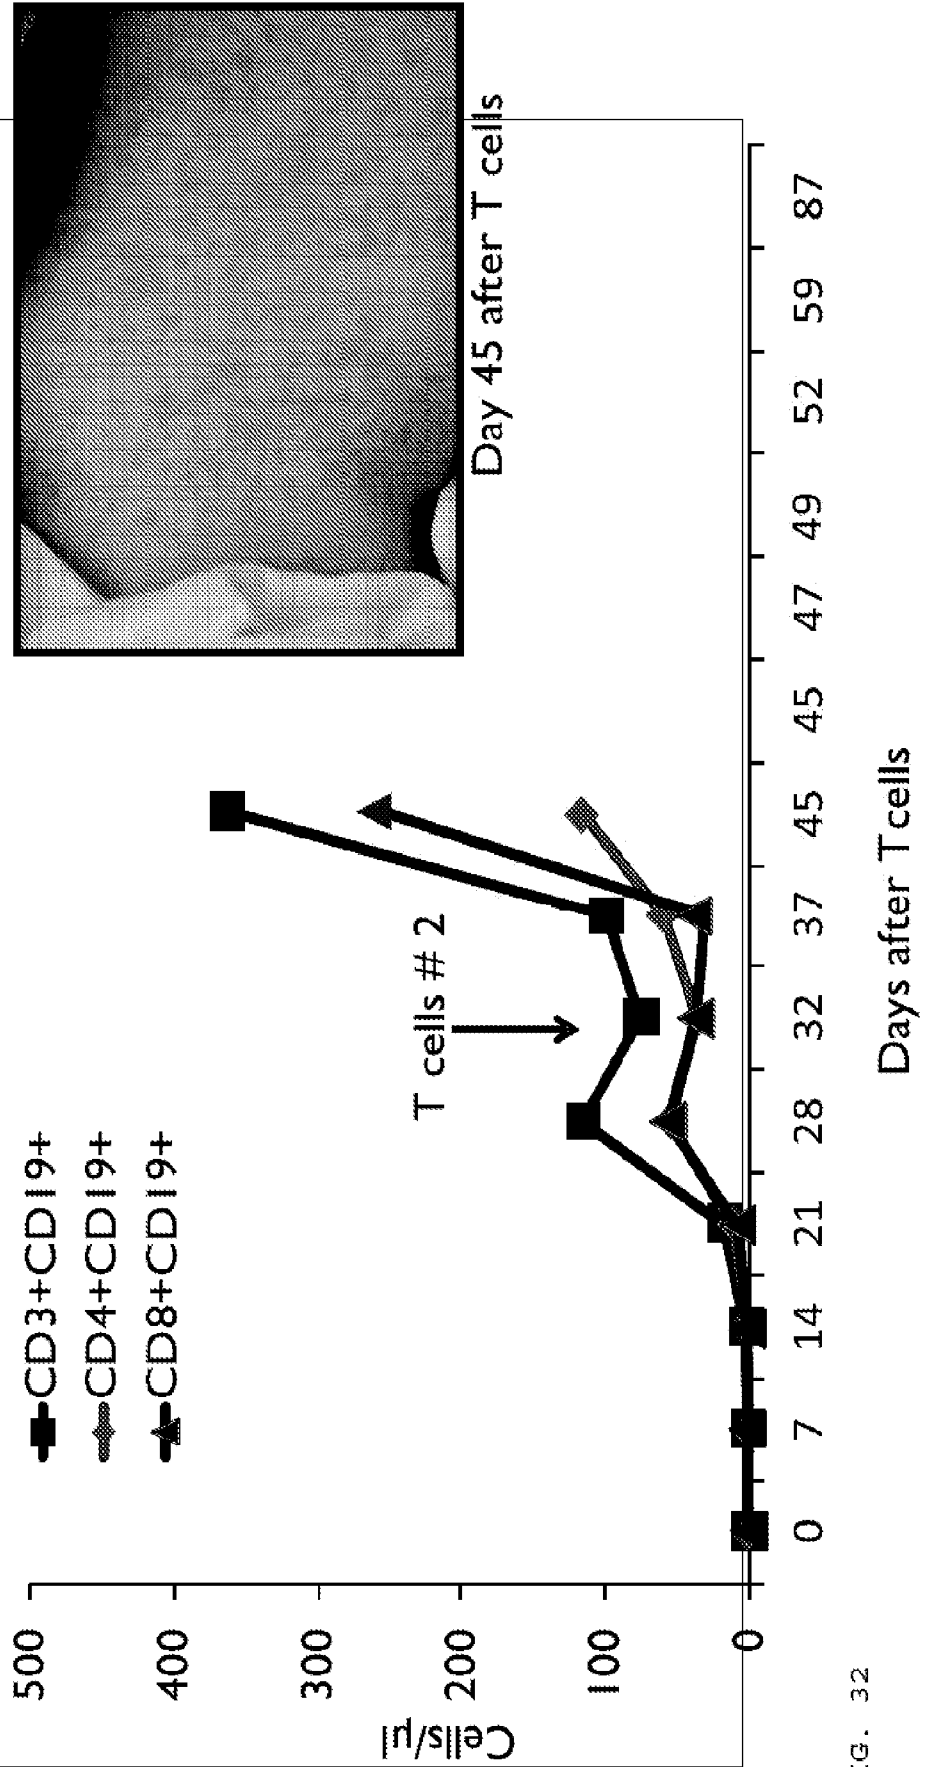 CD3+CD19+
CD4+CD19+
CD8+CD19+
Day 45 after T cells
T cells # 2
Cells/µl
500
400
300
200
100
0
0 7 14 21 28 32 37 45 45 47 49 52 59 87
Days after T cells
G. 32